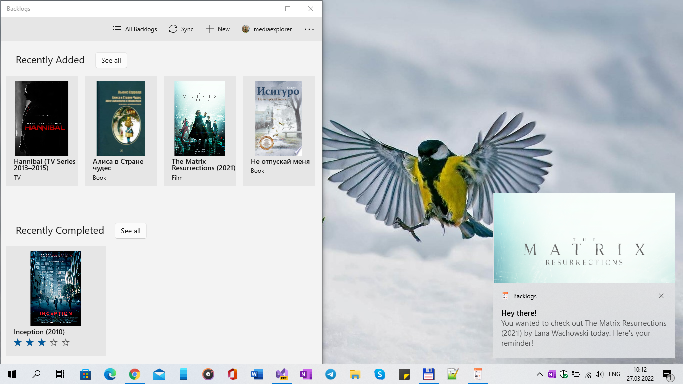 Backlogs
All Backlogs
Sync
New
mediaexplorer
Recently Added
See all
HANNIBAL
Исигуро
Hannibal (TV Series
2013–2015)
TV
Алиса в Стране
чудес
Book
The Matrix
Resurrections (2021)
Film
Не отпускай меня
Book
Recently Completed
See all
INCEPTION
Inception (2010)
THE
MATRIX
RESURRECTIONS
Backlogs
Hey there!
You wanted to check out The Matrix Resurrections
(2021) by Lana Wachowski today. Here's your
reminder!
ENG
10:12
27.03.2022